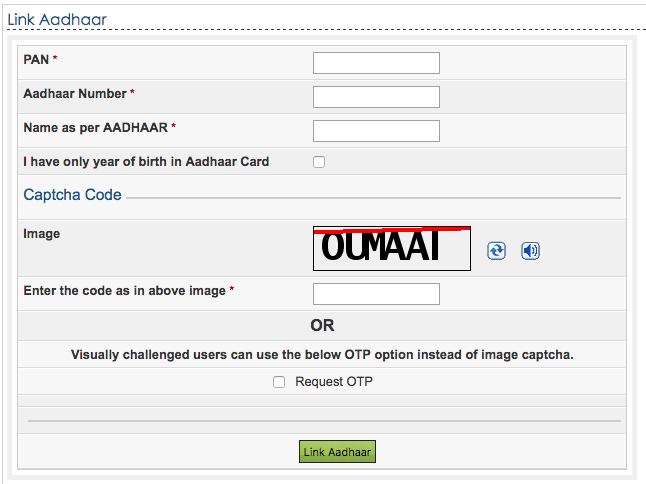 Link Aadhaar
PAN *
Aadhaar Number *
Name as per AADHAAR *
I have only year of birth in Aadhaar Card
Captcha Code
Image
Enter the code as in above image *
OR
Visually challenged users can use the below OTP option instead of image captcha.
Request OTP
Link Aadhaar